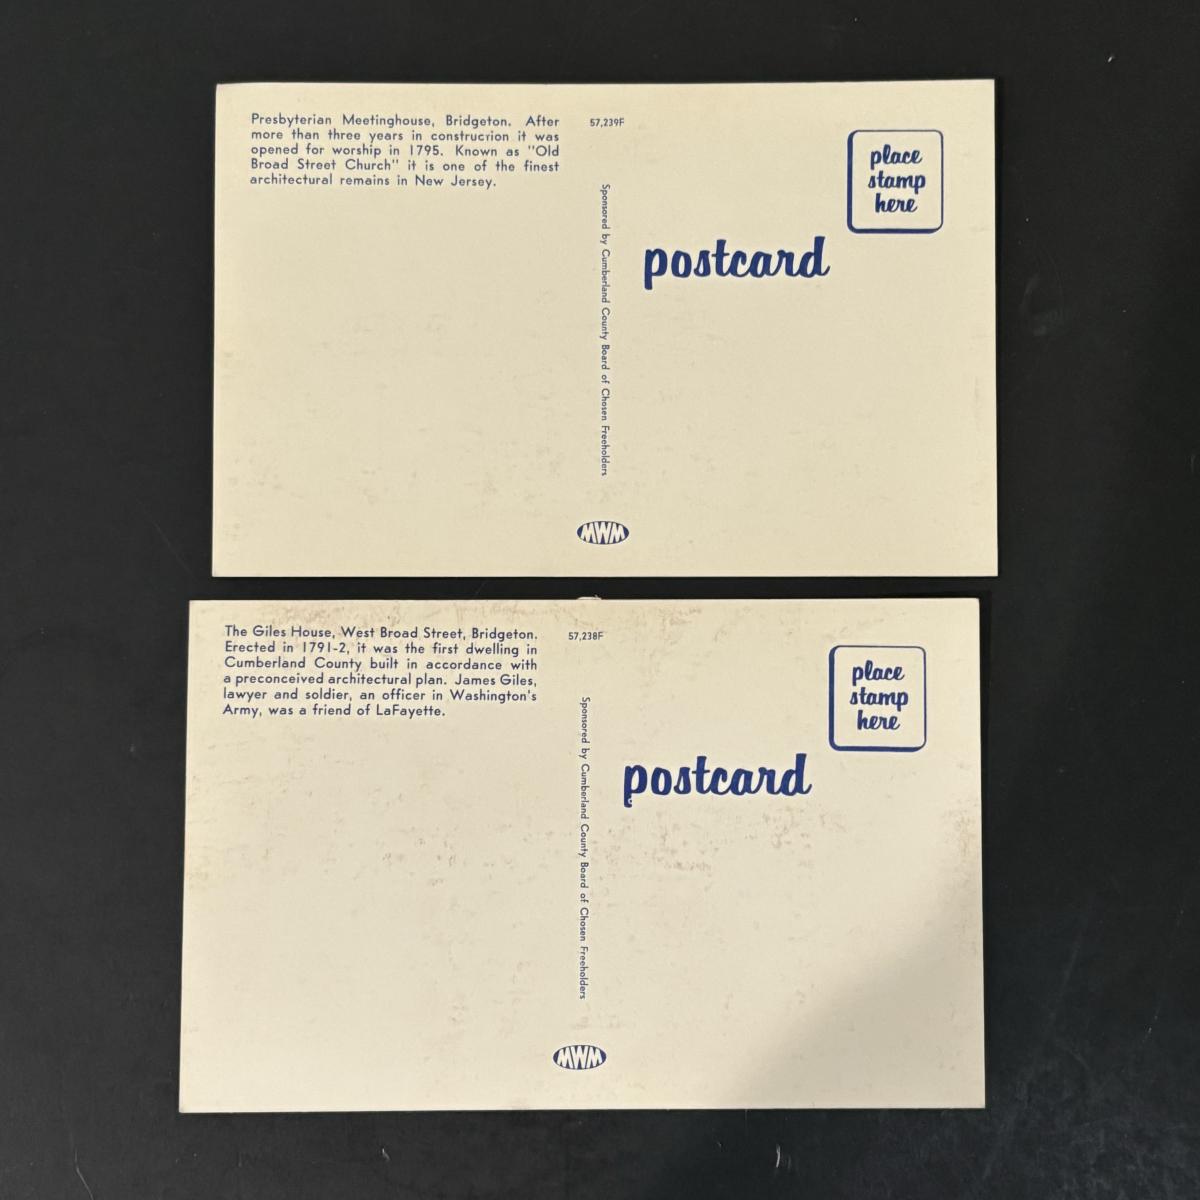 Presbyterian Meetinghouse, Bridgeton. After
more than three years in construcrion it was
opened for worship in 1795. Known as "Old
Broad Street Church" it is one of the finest
architectural remains in New Jersey.
57,239F
place
stamp
here
postcard
Sponsored by Cumberland County Board of Chosen Freeholders
MWM
The Giles House, West Broad Street, Bridgeton.
Erected in 1791-2, it was the first dwelling in
Cumberland County built in accordance with
a preconceived architectural plan. James Giles,
lawyer and soldier, an officer in Washington's
Army, was a friend of LaFayette.
57,238F
place
stamp
here
postcard
Sponsored by Cumberland County Board of Chosen Freeholders
MWM